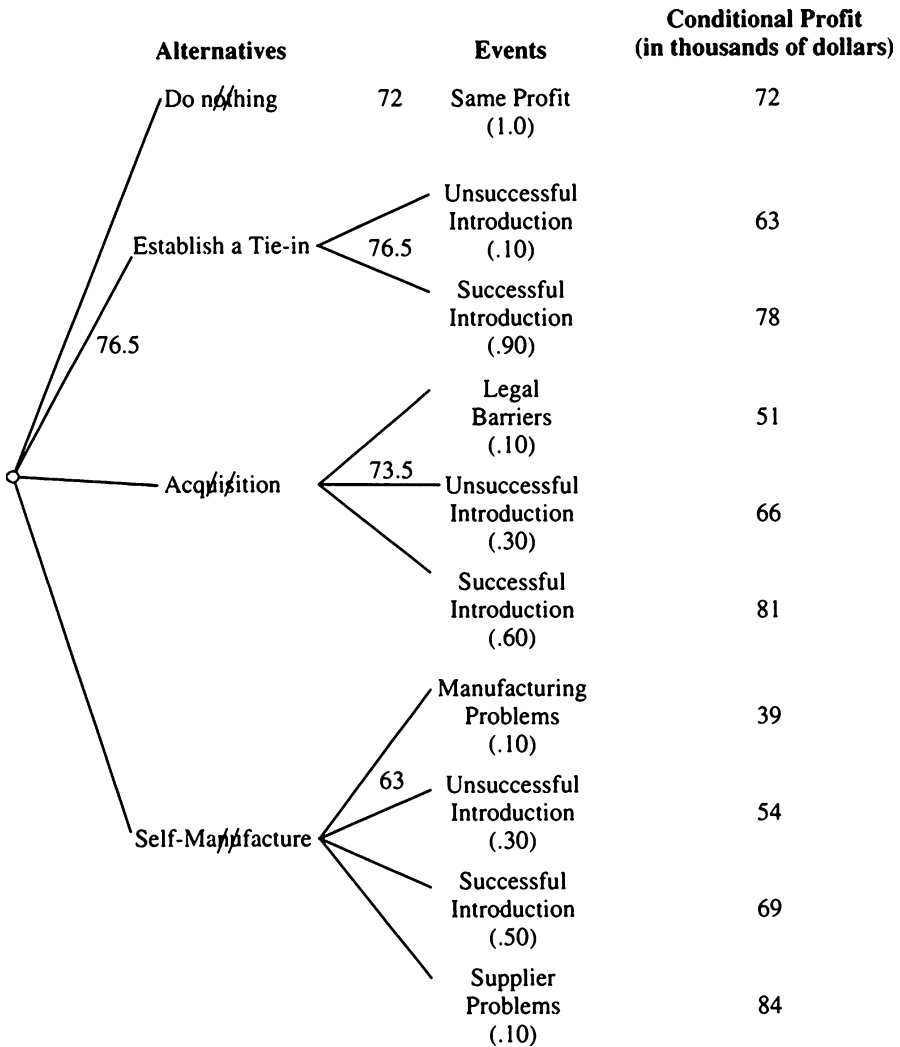 Conditional Profit
Alternatives Events (in thousands of dollars)
Do nothing 72 Same Profit 72
(1.0)
Unsuccessful
Introduction 63
(.10)
Establish a Tie-in 76.5
Successful
Introduction 78
(.90)
76.5
Legal
Barriers 51
(.10)
73.5
Acquisition Unsuccessful
Introduction 66
(.30)
Successful
Introduction 81
(.60)
Manufacturing
Problems 39
(.10)
63
Unsuccessful
Introduction 54
(.30)
Self-Manufacture
Successful
Introduction 69
(.50)
Supplier
Problems 84
(.10)